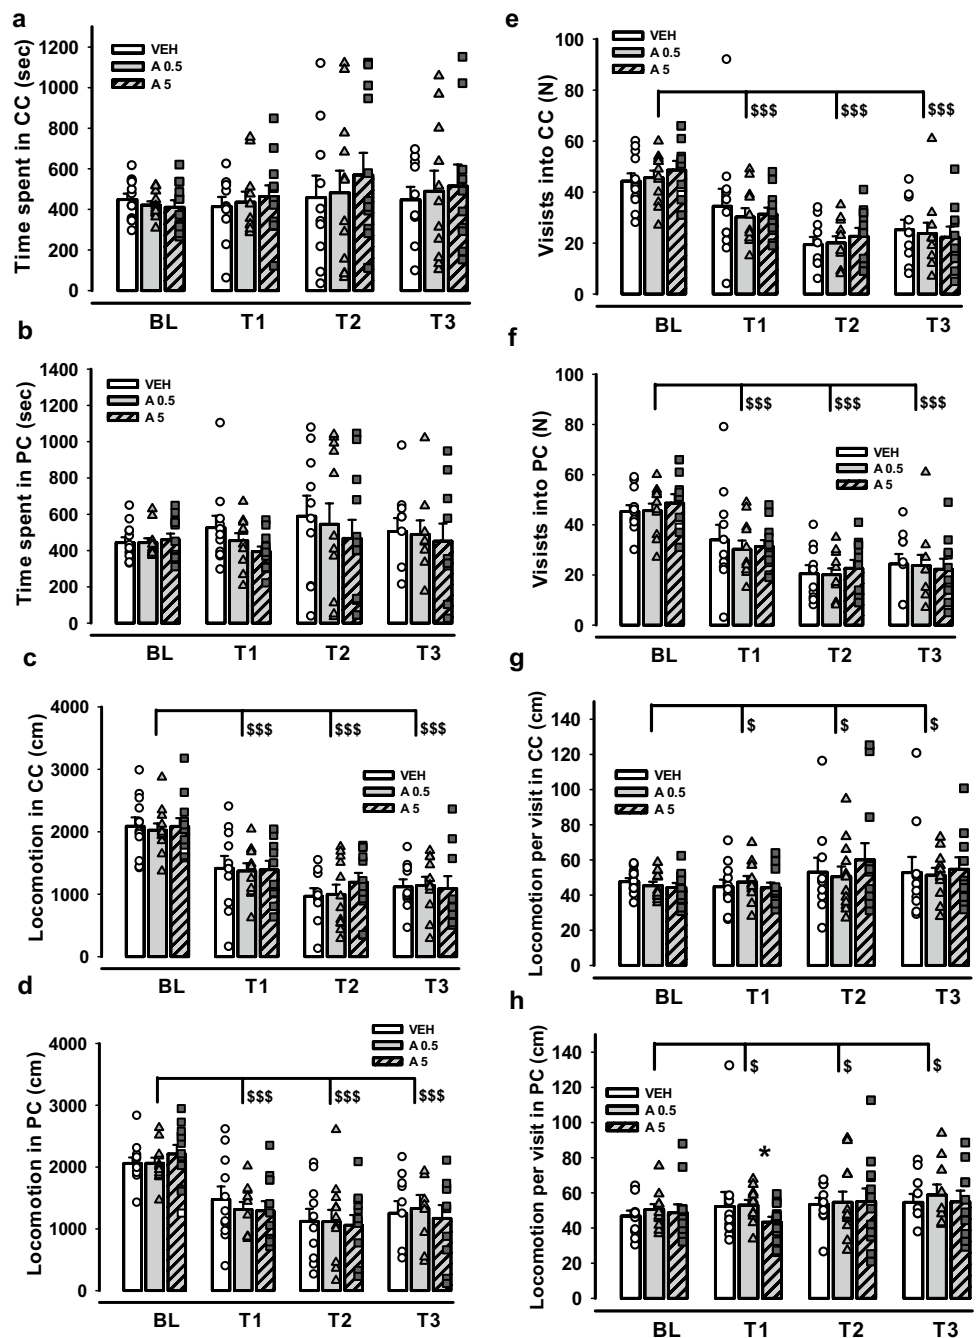 a
Time spent in CC (sec)
1200
1000
800
600
400
200
0
VEH
A 0.5
A 5
BL T1 T2 T3
b
Time spent in PC (sec)
1400
1200
1000
800
600
400
200
0
VEH
A 0.5
A 5
BL T1 T2 T3
c
Locomotion in CC (cm)
4000
3000
2000
1000
0
$$$ $$$ $$$
VEH
A 0.5
A 5
BL T1 T2 T3
d
Locomotion in PC (cm)
4000
3000
2000
1000
0
VEH
A 0.5
A 5
$$$ $$$ $$$
BL T1 T2 T3
e
Visists into CC (N)
100
80
60
40
20
0
VEH
A 0.5
A 5
$$$ $$$ $$$
BL T1 T2 T3
f
Visists into PC (N)
100
80
60
40
20
0
$$$ $$$ $$$
VEH
A 0.5
A 5
BL T1 T2 T3
g
Locomotion per visit in CC (cm)
140
120
100
80
60
40
20
0
$ $ $
VEH
A 0.5
A 5
BL T1 T2 T3
h
Locomotion per visit in PC (cm)
140
120
100
80
60
40
20
0
$ $ $
VEH
A 0.5
A 5
*
BL T1 T2 T3